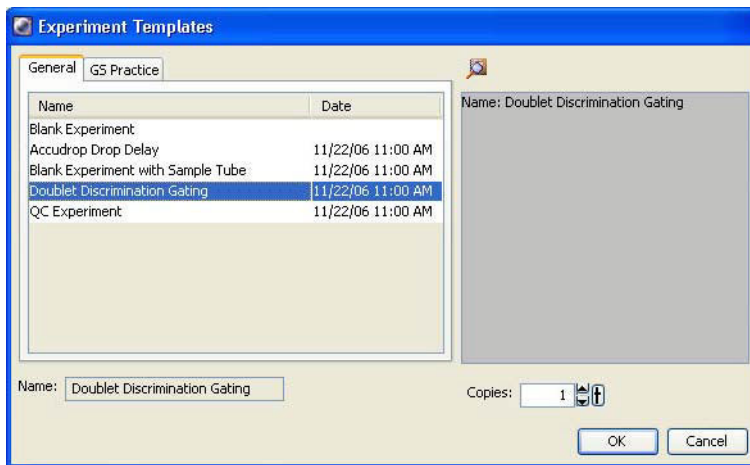 Experiment Templates
General GS Practice
Name Date
Blank Experiment
Accudrop Drop Delay 11/22/06 11:00 AM
Blank Experiment with Sample Tube 11/22/06 11:00 AM
Doublet Discrimination Gating 11/22/06 11:00 AM
QC Experiment 11/22/06 11:00 AM
Name: Doublet Discrimination Gating
Name: Doublet Discrimination Gating
Copies: 1
OK Cancel